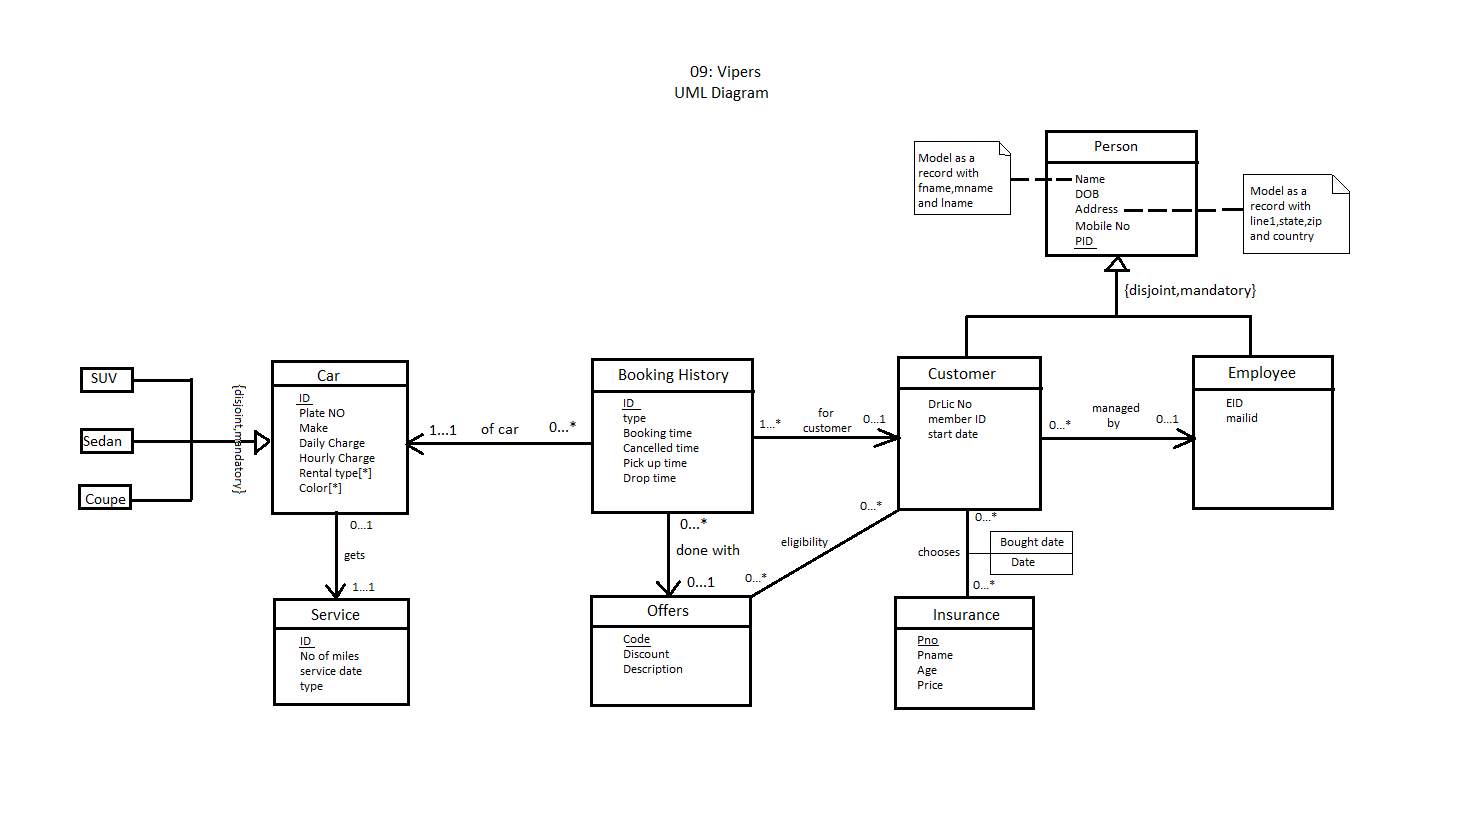 09: Vipers
UML Diagram
Person
Name
DOB
Address
Mobile No
PID
Model as a
record with
fname,mname
and lname
Model as a
record with
line1,state,zip
and country
{disjoint,mandatory}
SUV
Sedan
Coupe
{disjoint,mandatory}
Car
ID
Plate NO
Make
Daily Charge
Hourly Charge
Rental type[*]
Color[*]
1...1
of car
0...*
Booking History
ID
type
Booking time
Cancelled time
Pick up time
Drop time
1...*
for
customer
0...1
Customer
DrLic No
member ID
start date
0...*
managed
by
0...1
Employee
EID
mailid
0...1
gets
1...1
0...*
done with
0...1
0...*
eligibility
0...*
0...*
chooses
0...*
Bought date
Date
Service
ID
No of miles
service date
type
Offers
Code
Discount
Description
Insurance
Pno
Pname
Age
Price